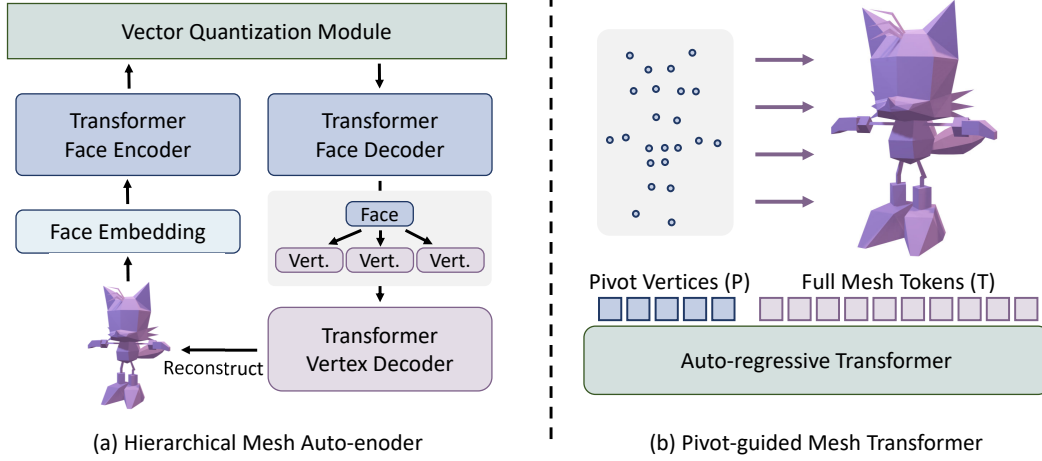 Vector Quantization Module
Transformer
Face Encoder
Transformer
Face Decoder
Face Embedding
Face
Vert.
Vert.
Vert.
Transformer
Vertex Decoder
Reconstruct
(a) Hierarchical Mesh Auto-enoder
Pivot Vertices (P)
Full Mesh Tokens (T)
Auto-regressive Transformer
(b) Pivot-guided Mesh Transformer